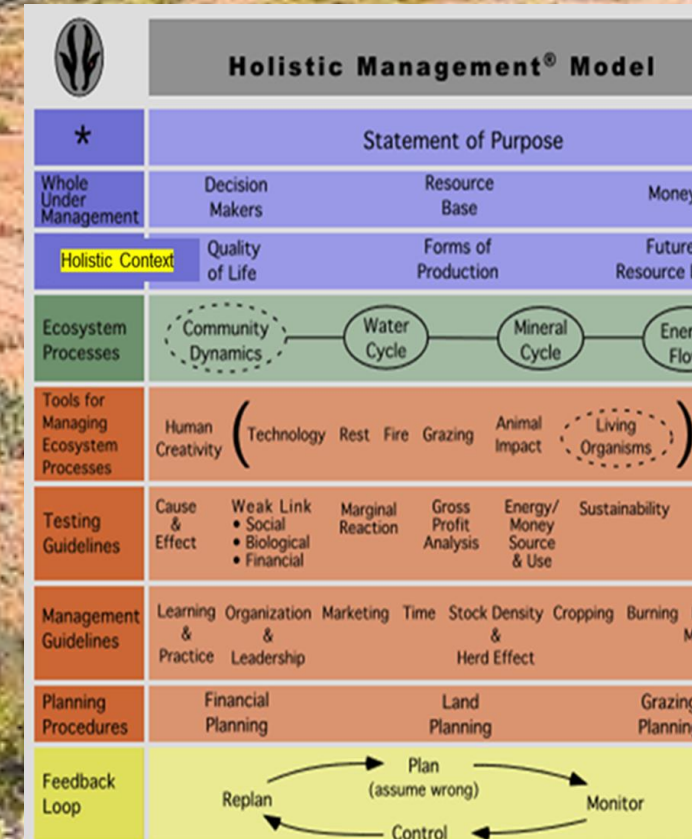 Holistic Management® Model
*
Statement of Purpose
Whole
Under
Management
Decision
Makers
Resource
Base
Money
Holistic Context
Quality
of Life
Forms of
Production
Future
Resource
Ecosystem
Processes
Community
Dynamics
Water
Cycle
Mineral
Cycle
Tools for
Managing
Ecosystem
Processes
Human
Creativity
(
Technology Rest Fire Grazing
Animal
Impact
Living
Organisms
)
Testing
Guidelines
Cause
&
Effect
Weak Link
• Social
• Biological
• Financial
Marginal
Reaction
Gross
Profit
Analysis
Energy/
Money
Source
& Use
Sustainability
Management
Guidelines
Learning
&
Practice
Organization
&
Leadership
Marketing
Time
Stock Density
&
Herd Effect
Cropping
Burning
Planning
Procedures
Financial
Planning
Land
Planning
Feedback
Loop
Plan
(assume wrong)
Replan
Monitor
Control